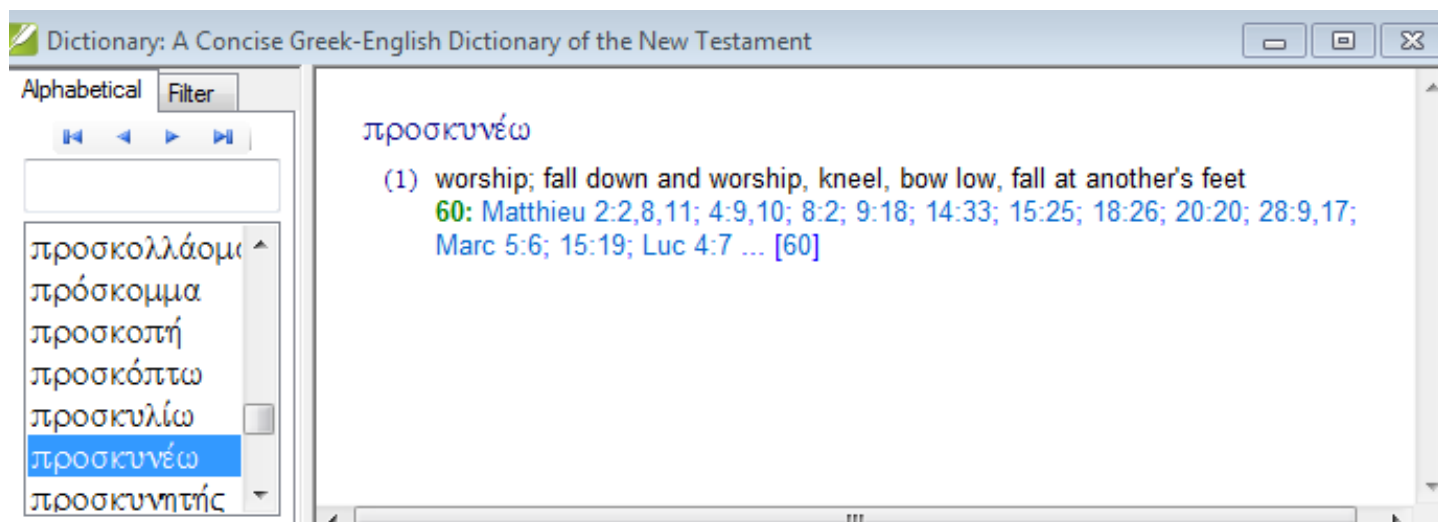 Dictionary: A Concise Greek-English Dictionary of the New Testament
Alphabetical Filter
προσκολλάομα
πρόσκομμα
προσκοπή
προσκόπτω
προσκυλίω
προσκυνέω
προσκυνητής
προσκυνέω
(1) worship; fall down and worship, kneel, bow low, fall at another's feet
60: Matthieu 2:2,8,11; 4:9,10; 8:2; 9:18; 14:33; 15:25; 18:26; 20:20; 28:9,17;
Marc 5:6; 15:19; Luc 4:7 ... [60]